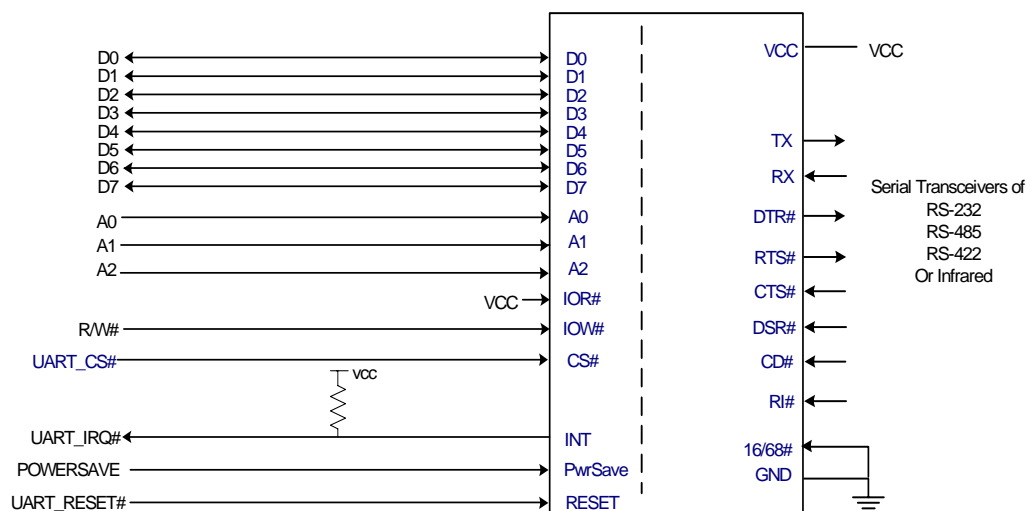 D0 D0
D1 D1
D2 D2
D3 D3
D4 D4
D5 D5
D6 D6
D7 D7
A0 A0
A1 A1
A2 A2
VCC IOR#
R/W# IOW#
UART_CS# CS#
VCC
UART_IRQ# INT
POWERSAVE PwrSave
UART_RESET# RESET
VCC VCC
TX
RX
DTR#
RTS#
CTS#
DSR#
CD#
RI#
16/68#
GND
Serial Transceivers of
RS-232
RS-485
RS-422
Or Infrared